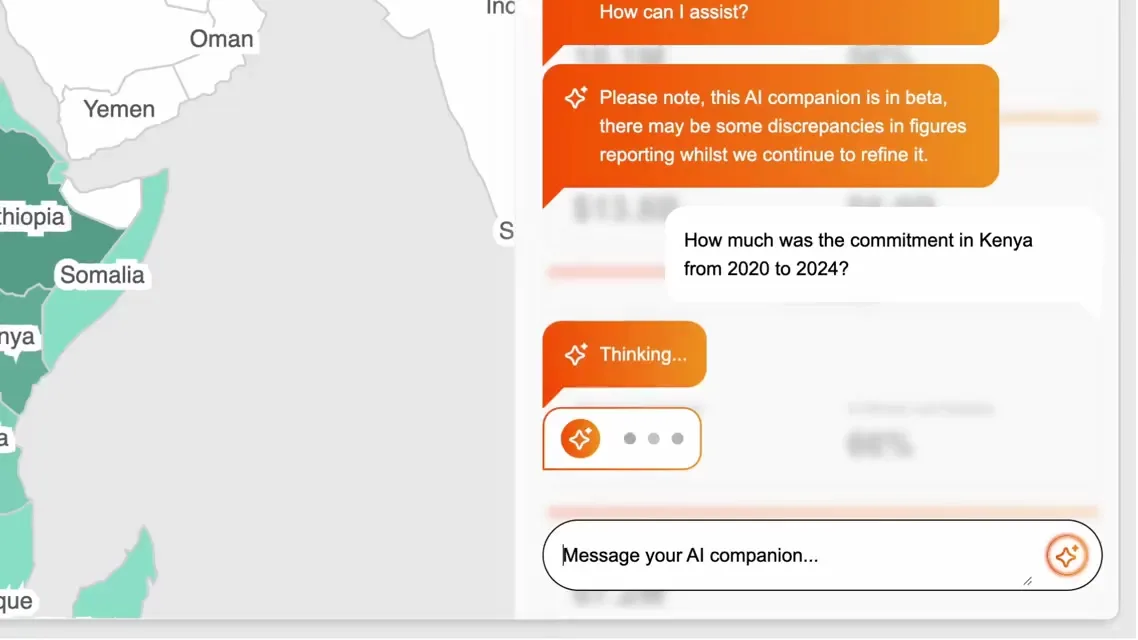 Ind
Oman
Yemen
thiopia
Somalia
nya
a
que
S
How can I assist?
Please note, this AI companion is in beta,
there may be some discrepancies in figures
reporting whilst we continue to refine it.
How much was the commitment in Kenya
from 2020 to 2024?
Thinking...
66%
Message your AI companion...